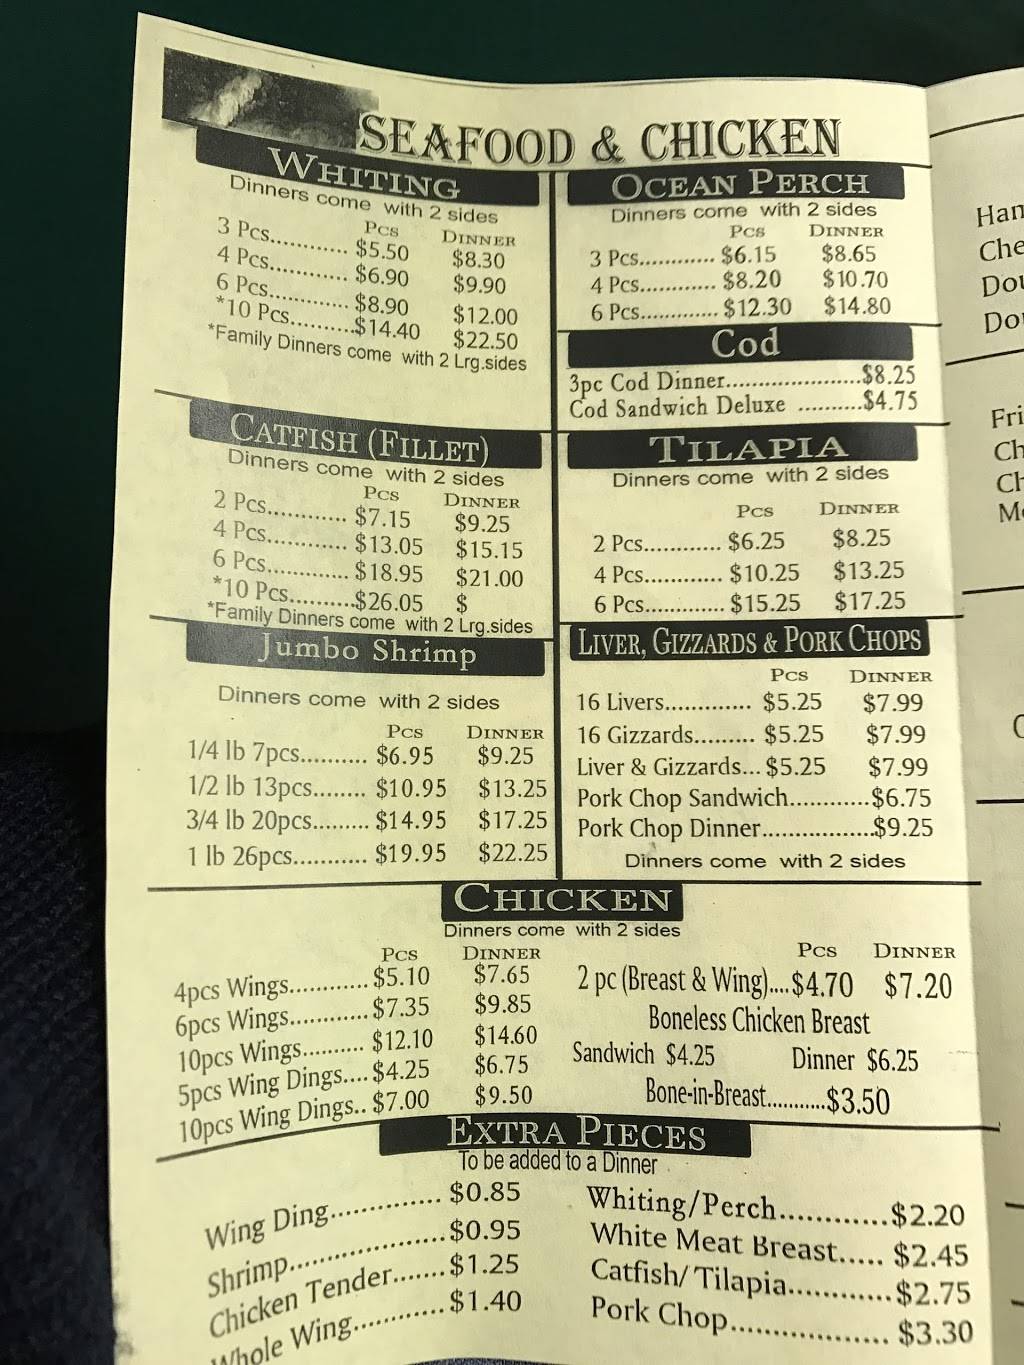 SEAFOOD & CHICKEN
WHITING
Dinners come with 2 sides
PCS DINNER
3 Pcs............ $5.50 $8.30
4 Pcs............ $6.90 $9.90
6 Pcs............ $8.90 $12.00
*10 Pcs..........$14.40 $22.50
*Family Dinners come with 2 Lrg.sides
CATFISH (FILLET)
Dinners come with 2 sides
PCS DINNER
2 Pcs............ $7.15 $9.25
4 Pcs............ $13.05 $15.15
6 Pcs............ $18.95 $21.00
*10 Pcs..........$26.05 $
*Family Dinners come with 2 Lrg.sides
Jumbo Shrimp
Dinners come with 2 sides
PCS DINNER
1/4 lb 7pcs.......... $6.95 $9.25
1/2 lb 13pcs........ $10.95 $13.25
3/4 lb 20pcs......... $14.95 $17.25
1 lb 26pcs........... $19.95 $22.25
OCEAN PERCH
Dinners come with 2 sides
PCS DINNER
3 Pcs............ $6.15 $8.65
4 Pcs............ $8.20 $10.70
6 Pcs............. $12.30 $14.80
Cod
3pc Cod Dinner......................$8.25
Cod Sandwich Deluxe ..........$4.75
TILAPIA
Dinners come with 2 sides
PCS DINNER
2 Pcs............ $6.25 $8.25
4 Pcs............ $10.25 $13.25
6 Pcs............. $15.25 $17.25
LIVER, GIZZARDS & PORK CHOPS
PCS DINNER
16 Livers............. $5.25 $7.99
16 Gizzards......... $5.25 $7.99
Liver & Gizzards... $5.25 $7.99
Pork Chop Sandwich............$6.75
Pork Chop Dinner.................$9.25
Dinners come with 2 sides
CHICKEN
Dinners come with 2 sides
PCS DINNER
4pcs Wings............ $5.10 $7.65
6pcs Wings............ $7.35 $9.85
10pcs Wings.......... $12.10 $14.60
5pcs Wing Dings.... $4.25 $6.75
10pcs Wing Dings.. $7.00 $9.50
PCS DINNER
2 pc (Breast & Wing)....$4.70 $7.20
Boneless Chicken Breast
Sandwich $4.25 Dinner $6.25
Bone-in-Breast...........$3.50
EXTRA PIECES
To be added to a Dinner
Wing Ding.............. $0.85
Shrimp....................$0.95
Chicken Tender.......$1.25
Whole Wing............$1.40
Whiting/Perch............$2.20
White Meat Breast..... $2.45
Catfish/Tilapia............$2.75
Pork Chop.................. $3.30
Han
Che
Dou
Dou
Fri
Ch
Ch